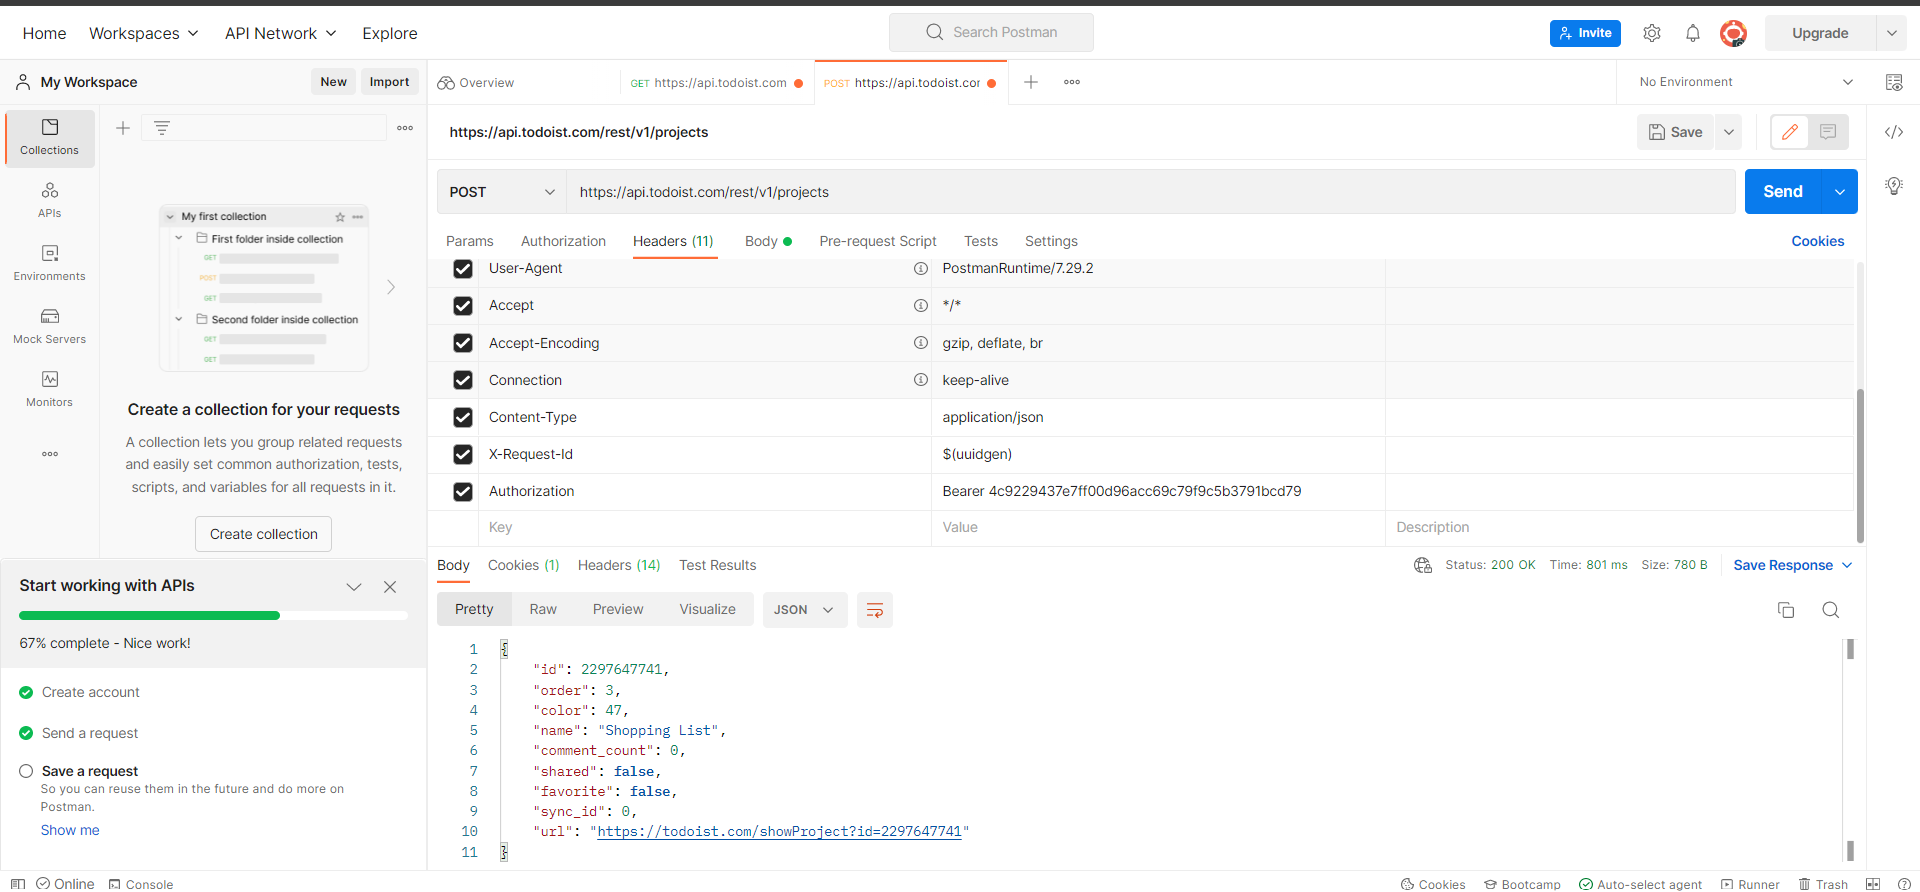 Home Workspaces API Network Explore Search Postman Invite Upgrade
My Workspace New Import Overview GET https://api.todoist.com POST https://api.todoist.cor No Environment
Collections
APIs
Environments
Mock Servers
Monitors
My first collection
First folder inside collection
GET
POST
GET
Second folder inside collection
GET
GET
Create a collection for your requests
A collection lets you group related requests
and easily set common authorization, tests,
scripts, and variables for all requests in it.
Create collection
Start working with APIs
67% complete - Nice work!
Create account
Send a request
Save a request
So you can reuse them in the future and do more on
Postman.
Show me
https://api.todoist.com/rest/v1/projects Save
POST https://api.todoist.com/rest/v1/projects Send
Params Authorization Headers (11) Body Pre-request Script Tests Settings Cookies
User-Agent PostmanRuntime/7.29.2
Accept */*
Accept-Encoding gzip, deflate, br
Connection keep-alive
Content-Type application/json
X-Request-Id $(uuidgen)
Authorization Bearer 4c9229437e7ff00d96acc69c79f9c5b3791bcd79
Key Value Description
Body Cookies (1) Headers (14) Test Results Status: 200 OK Time: 801 ms Size: 780 B Save Response
Pretty Raw Preview Visualize JSON
1 {
2 "id": 2297647741,
3 "order": 3,
4 "color": 47,
5 "name": "Shopping List",
6 "comment_count": 0,
7 "shared": false,
8 "favorite": false,
9 "sync_id": 0,
10 "url": "https://todoist.com/showProject?id=2297647741"
11 }
Online Console Cookies Bootcamp Auto-select agent Runner Trash